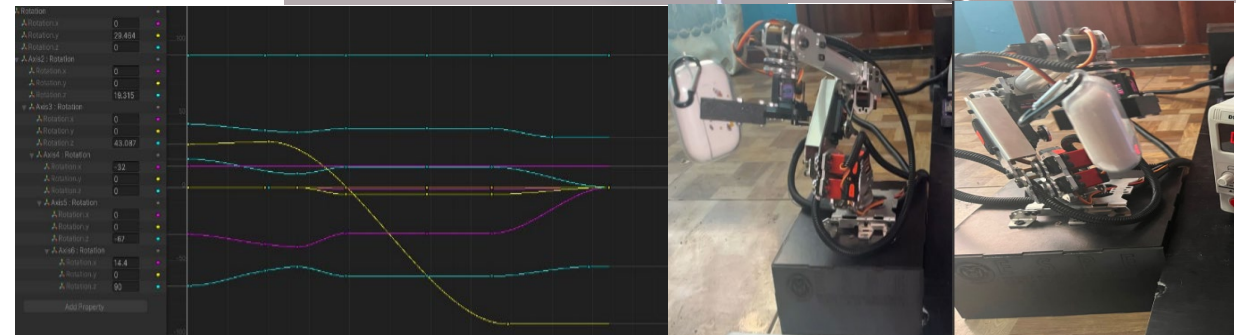 Rotation
Rotation.x 0
Rotation.y 29.464
Rotation.z 0
Axis2 : Rotation
Rotation.x 0
Rotation.y 0
Rotation.z 19.315
Axis3 : Rotation
Rotation.x 0
Rotation.y 0
Rotation.z 43.087
Axis4 : Rotation
Rotation.x -32
Rotation.y 0
Rotation.z 0
Axis5 : Rotation
Rotation.x 0
Rotation.y 0
Rotation.z -67
Axis6 : Rotation
Rotation.x 14.4
Rotation.y 0
Rotation.z 90
Add Property